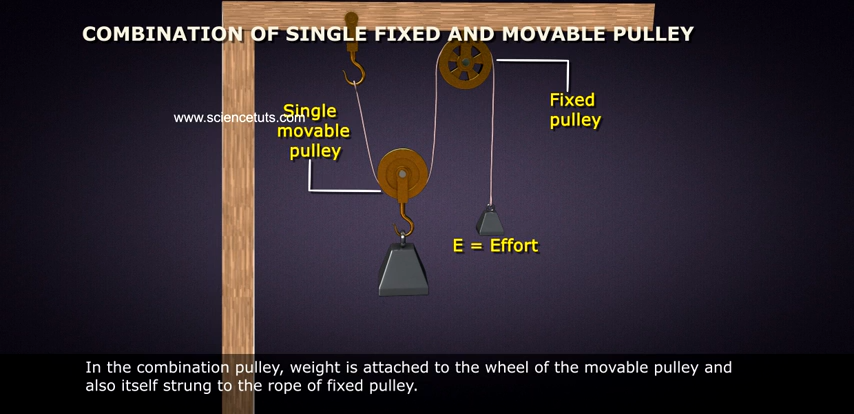 COMBINATION OF SINGLE FIXED AND MOVABLE PULLEY
www.sciencetuts.com
Single
movable
pulley
Fixed
pulley
E = Effort
In the combination pulley, weight is attached to the wheel of the movable pulley and
also itself strung to the rope of fixed pulley.